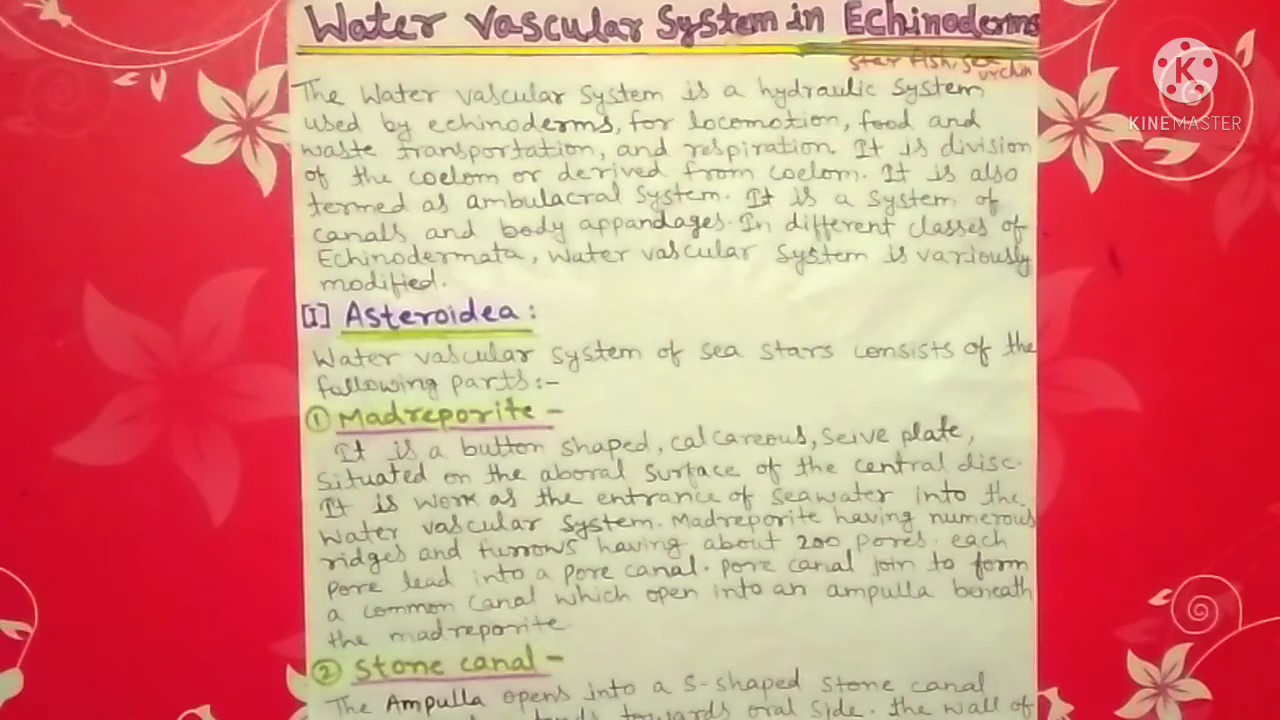 Water Vascular System in Echinoderms
Star fish, Sea
urchin
The Water vascular System is a hydraulic System
used by echinoderms, for locomotion, food and
waste transportation, and respiration. It is division
of the coelom or derived from coelom. It is also
termed as ambulacral System. It is a System of
canals and body appandages. In different classes of
Echinodermata, Water vascular System is variously
modified.
[I] Asteroidea :
Water vascular System of Sea Stars consists of the
following parts :-
① Madreporite -
It is a button shaped, calcareous, Seive plate,
Situated on the aboral Surface of the central disc.
It is work as the entrance of Seawater into the
Water vascular System. Madreporite having numerous
ridges and furrows having about 200 pores. each
pore lead into a pore canal. pore canal join to form
a common canal which open into an ampulla beneath
the madreporite.
② Stone canal -
The Ampulla opens into a S-shaped Stone canal
towards oral Side. the wall of
K
KINEMASTER